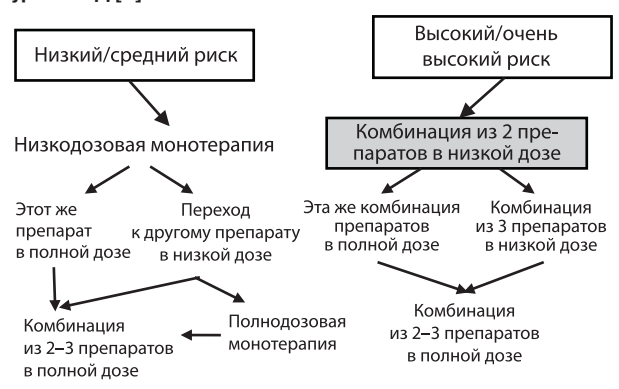 Низкий/средний риск
Высокий/очень
высокий риск
Низкодозовая монотерапия
Комбинация из 2 пре-
паратов в низкой дозе
Этот же
препарат
в полной дозе
Переход
к другому препарату
в низкой дозе
Эта же комбинация
препаратов
в полной дозе
Комбинация
из 3 препаратов
в низкой дозе
Комбинация
из 2–3 препаратов
в полной дозе
Полнодозовая
монотерапия
Комбинация
из 2–3 препаратов
в полной дозе